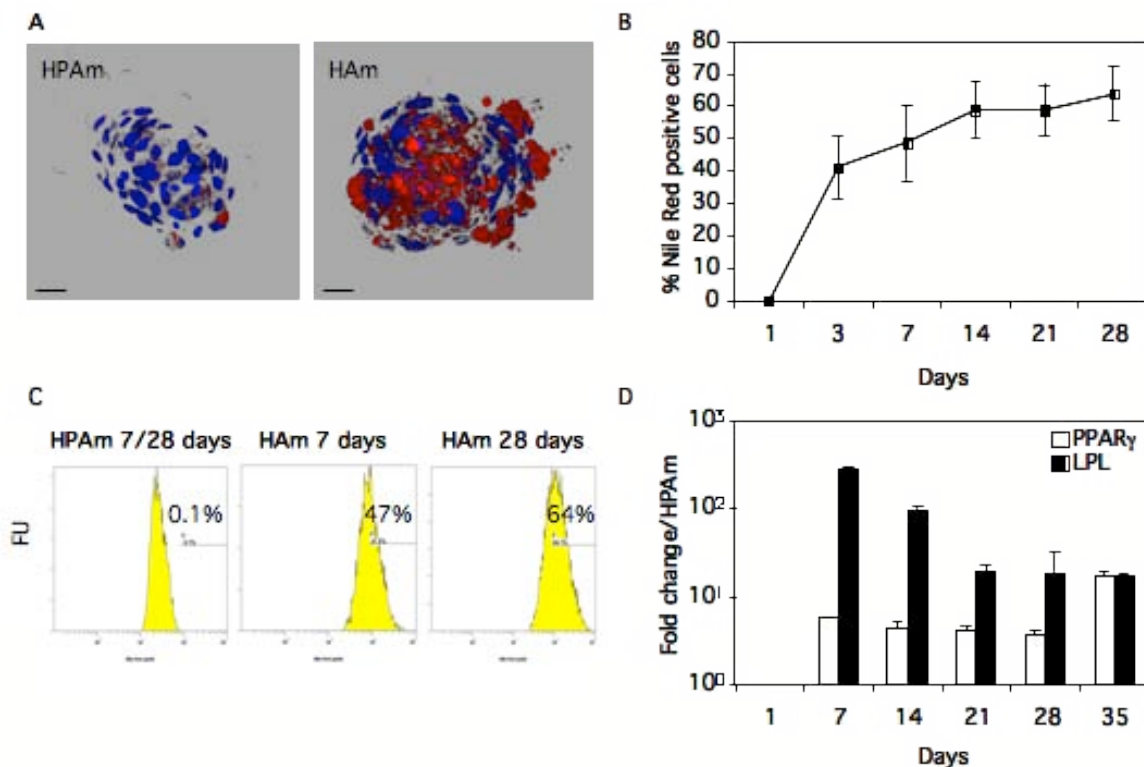 A
HPAm
HAm
B
% Nile Red positive cells
80
70
60
50
40
30
20
10
0
1 3 7 14 21 28
Days
C
HPAm 7/28 days
HAm 7 days
HAm 28 days
FU
0.1%
47%
64%
D
Fold change/HPAm
10³
10²
10¹
10⁰
PPARγ
LPL
1 7 14 21 28 35
Days